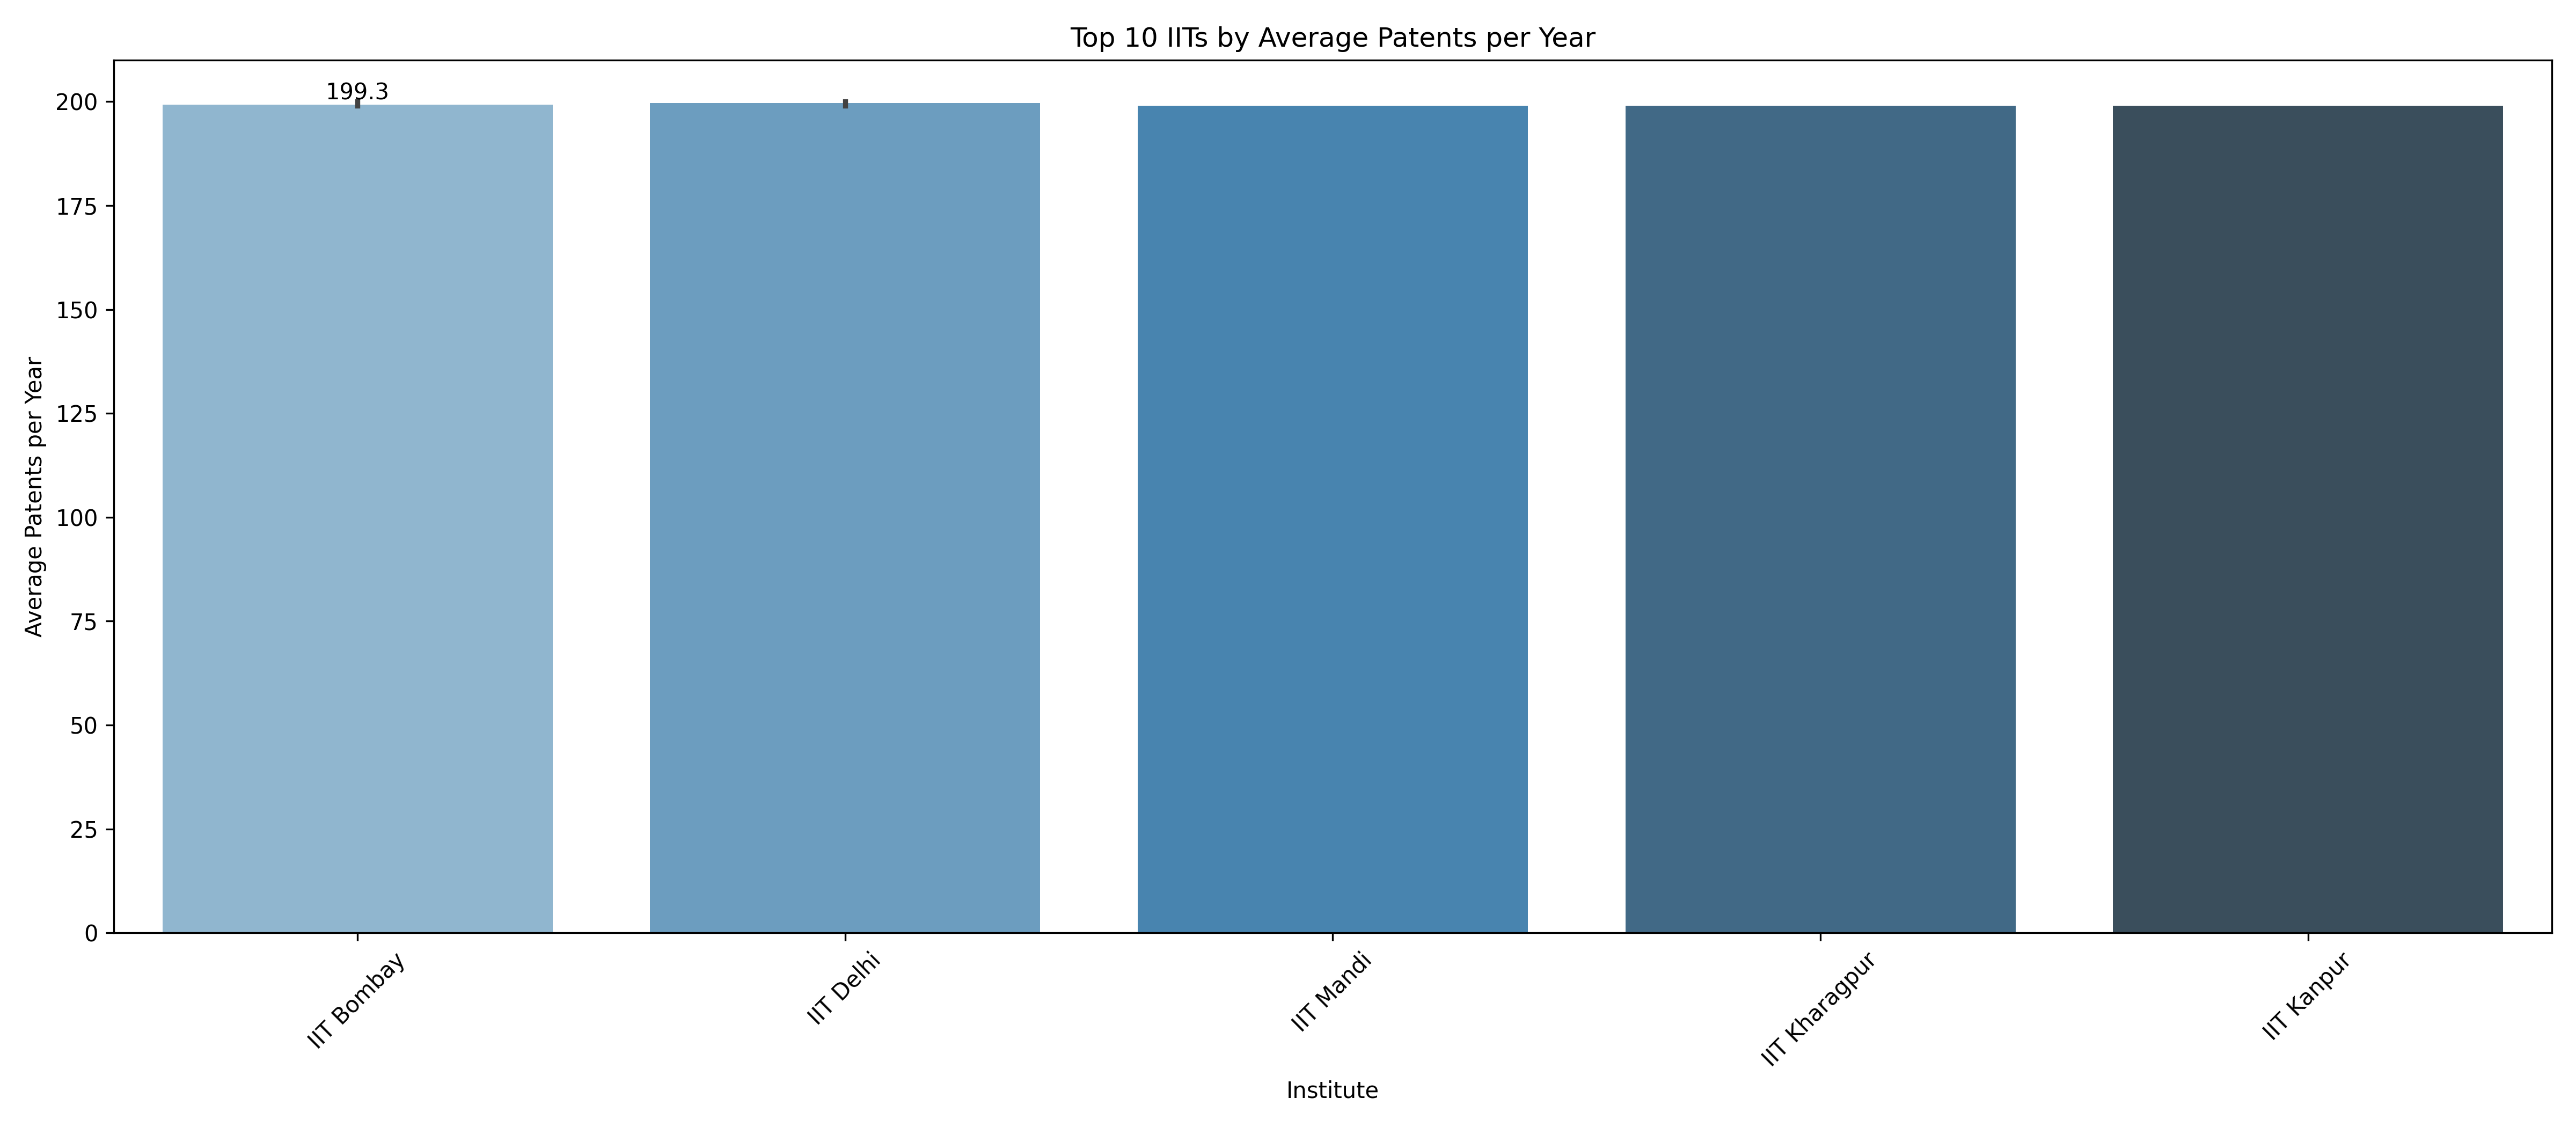 Top 10 IITs by Average Patents per Year
Average Patents per Year
200
175
150
125
100
75
50
25
0
199.3
IIT Bombay
IIT Delhi
IIT Mandi
IIT Kharagpur
IIT Kanpur
Institute